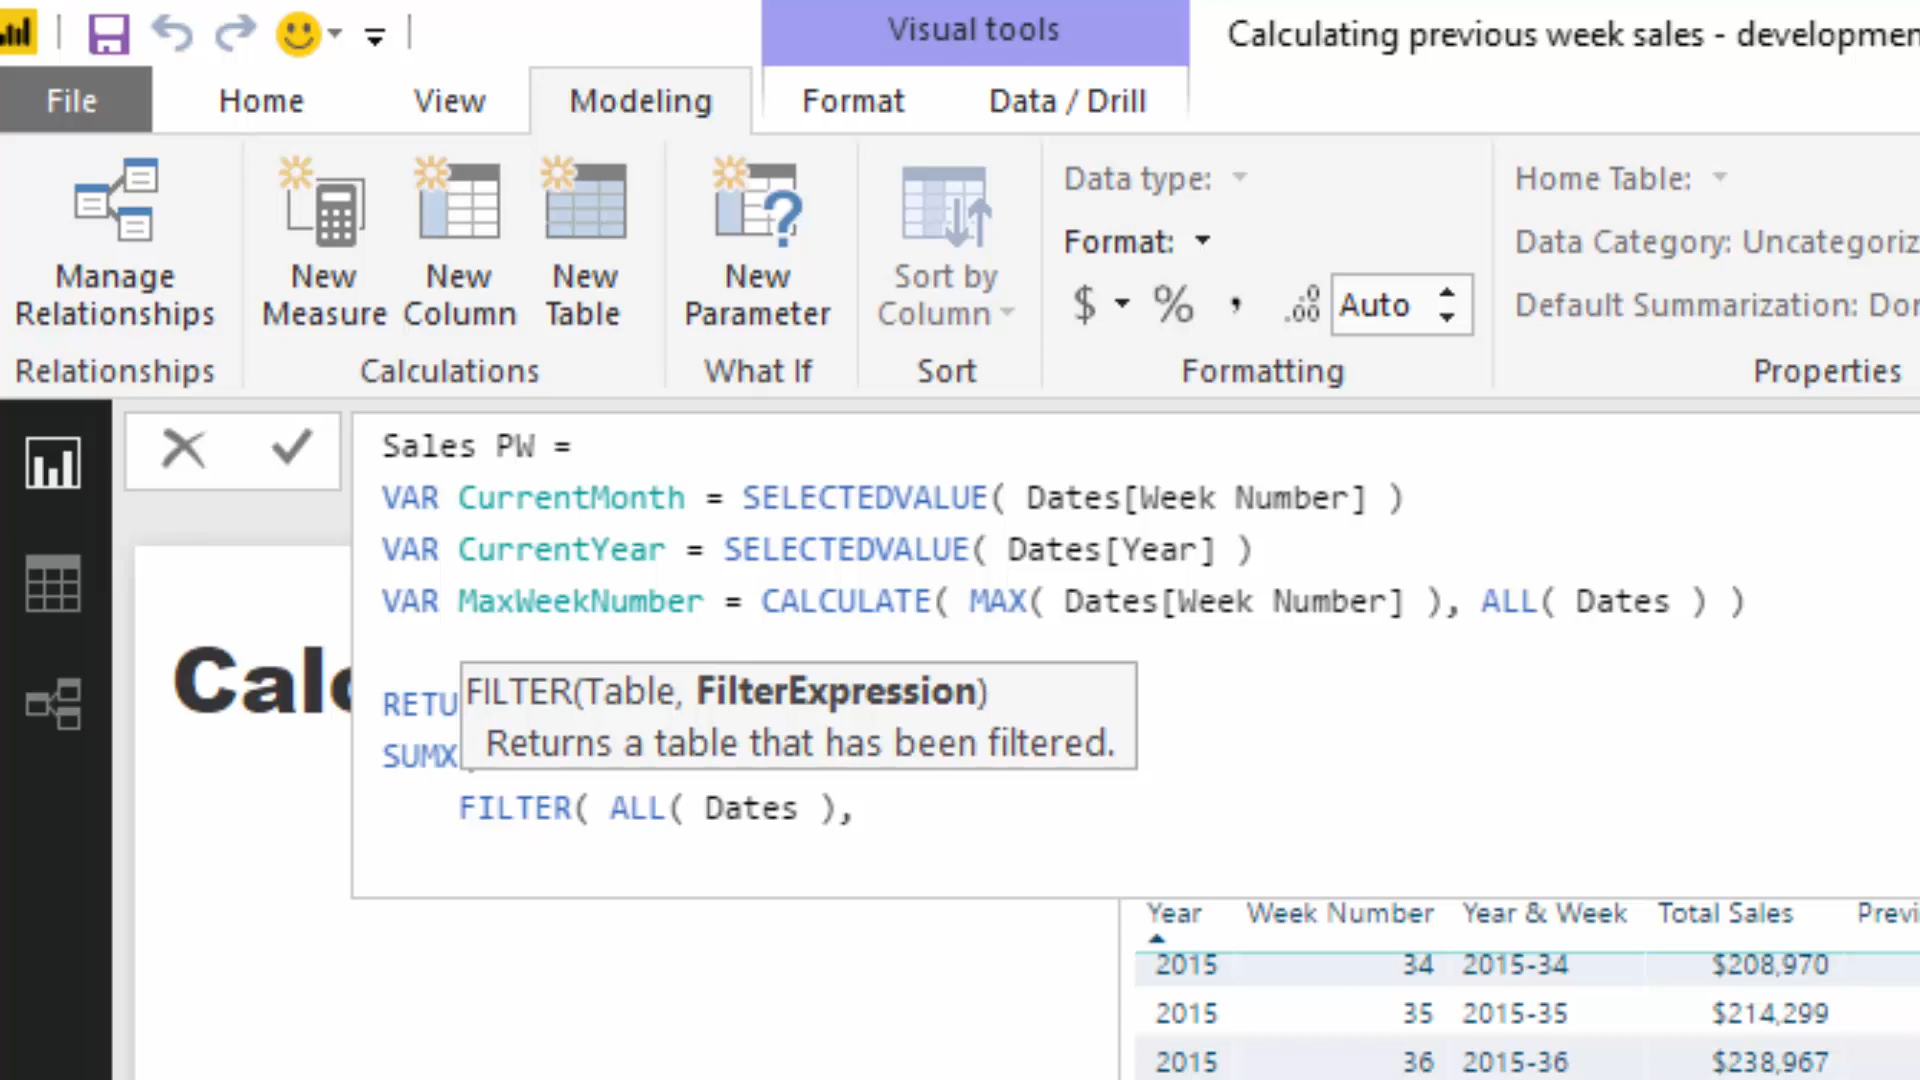 Visual tools
Calculating previous week sales - developmen
File
Home
View
Modeling
Format
Data / Drill
Manage Relationships
New Measure
New Column
New Table
New Parameter
Sort by Column
Data type:
Format:
$ % , .00 Auto
Home Table:
Data Category: Uncategoriz
Default Summarization: Don
Relationships
Calculations
What If
Sort
Formatting
Properties
Sales PW =
VAR CurrentMonth = SELECTEDVALUE( Dates[Week Number] )
VAR CurrentYear = SELECTEDVALUE( Dates[Year] )
VAR MaxWeekNumber = CALCULATE( MAX( Dates[Week Number] ), ALL( Dates ) )
Calc
RETU
FILTER(Table, FilterExpression)
Returns a table that has been filtered.
SUMX
FILTER( ALL( Dates ),
Year Week Number Year & Week Total Sales Previ
2015 34 2015-34 $208,970
2015 35 2015-35 $214,299
2015 36 2015-36 $238,967